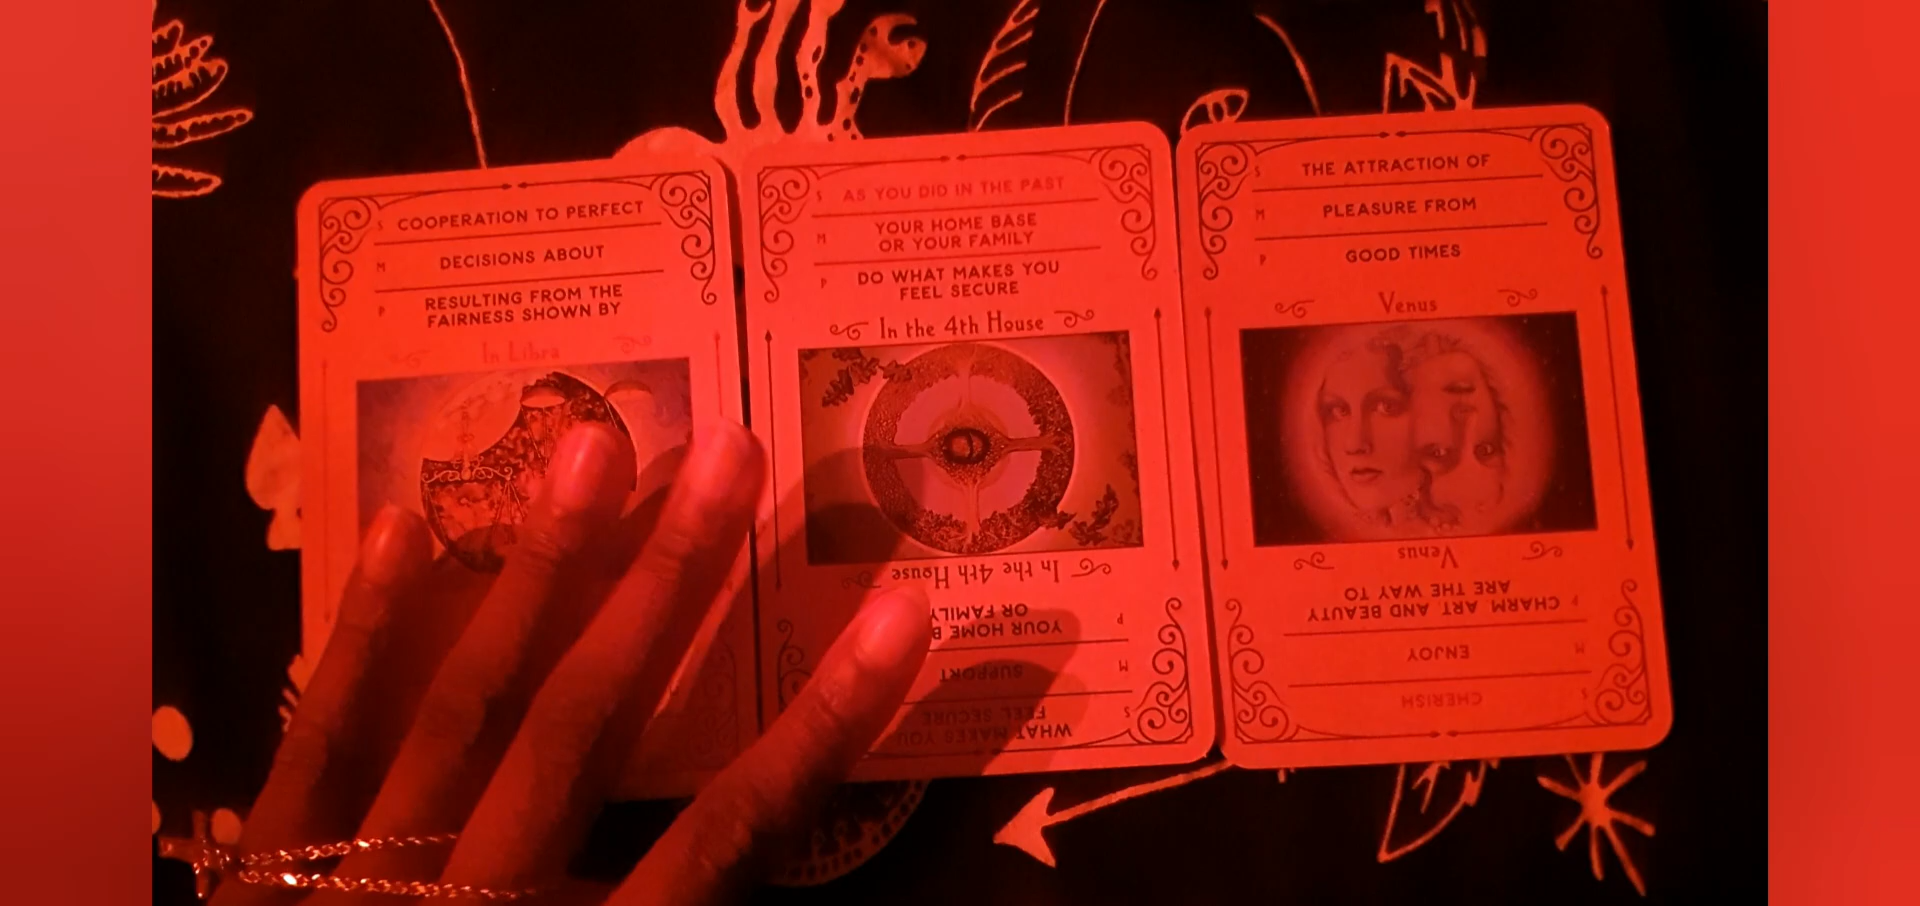 S COOPERATION TO PERFECT
M DECISIONS ABOUT
P RESULTING FROM THE
FAIRNESS SHOWN BY
In Libra
S AS YOU DID IN THE PAST
M YOUR HOME BASE
OR YOUR FAMILY
P DO WHAT MAKES YOU
FEEL SECURE
In the 4th House
In the 4th House
P YOUR HOME B
OR FAMILY
M SUPPORT
S WHAT MAKES YOU
FEEL SECURE
S THE ATTRACTION OF
M PLEASURE FROM
P GOOD TIMES
Venus
Venus
P CHARM, ART, AND BEAUTY
ARE THE WAY TO
M ENJOY
S CHERISH
M